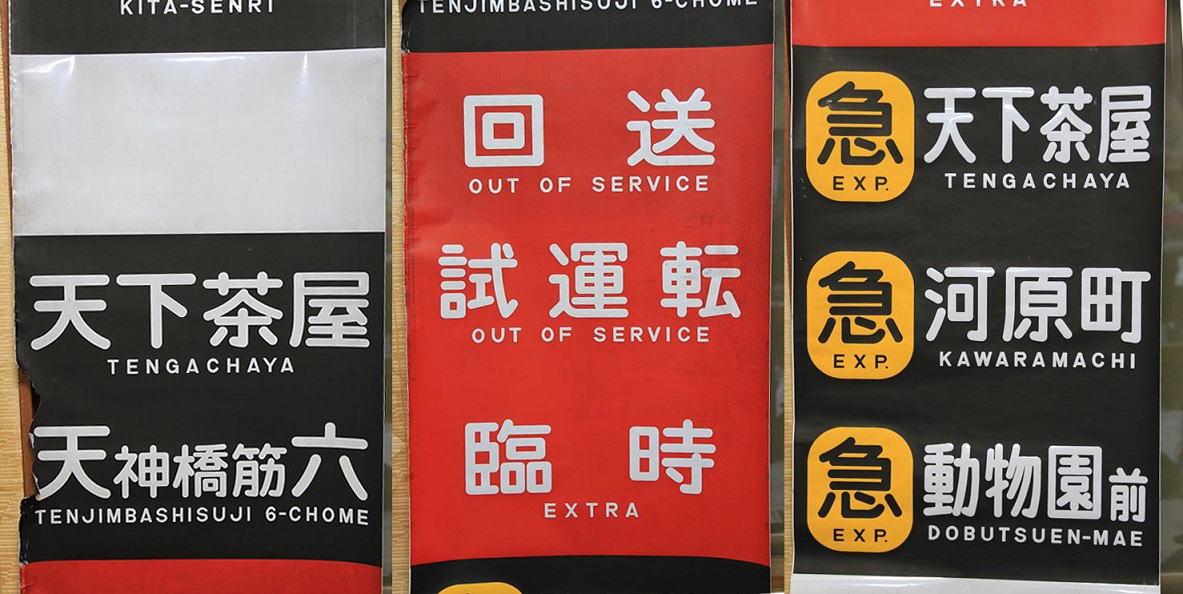 KITA-SENRI
天下茶屋
TENGACHAYA
天神橋筋六
TENJIMBASHISUJI 6-CHOME
TENJIMBASHISUJI 6-CHOME
回送
OUT OF SERVICE
試運転
OUT OF SERVICE
臨時
EXTRA
EXTRA
急 天下茶屋
EXP. TENGACHAYA
急 河原町
EXP. KAWARAMACHI
急 動物園前
EXP. DOBUTSUEN-MAE